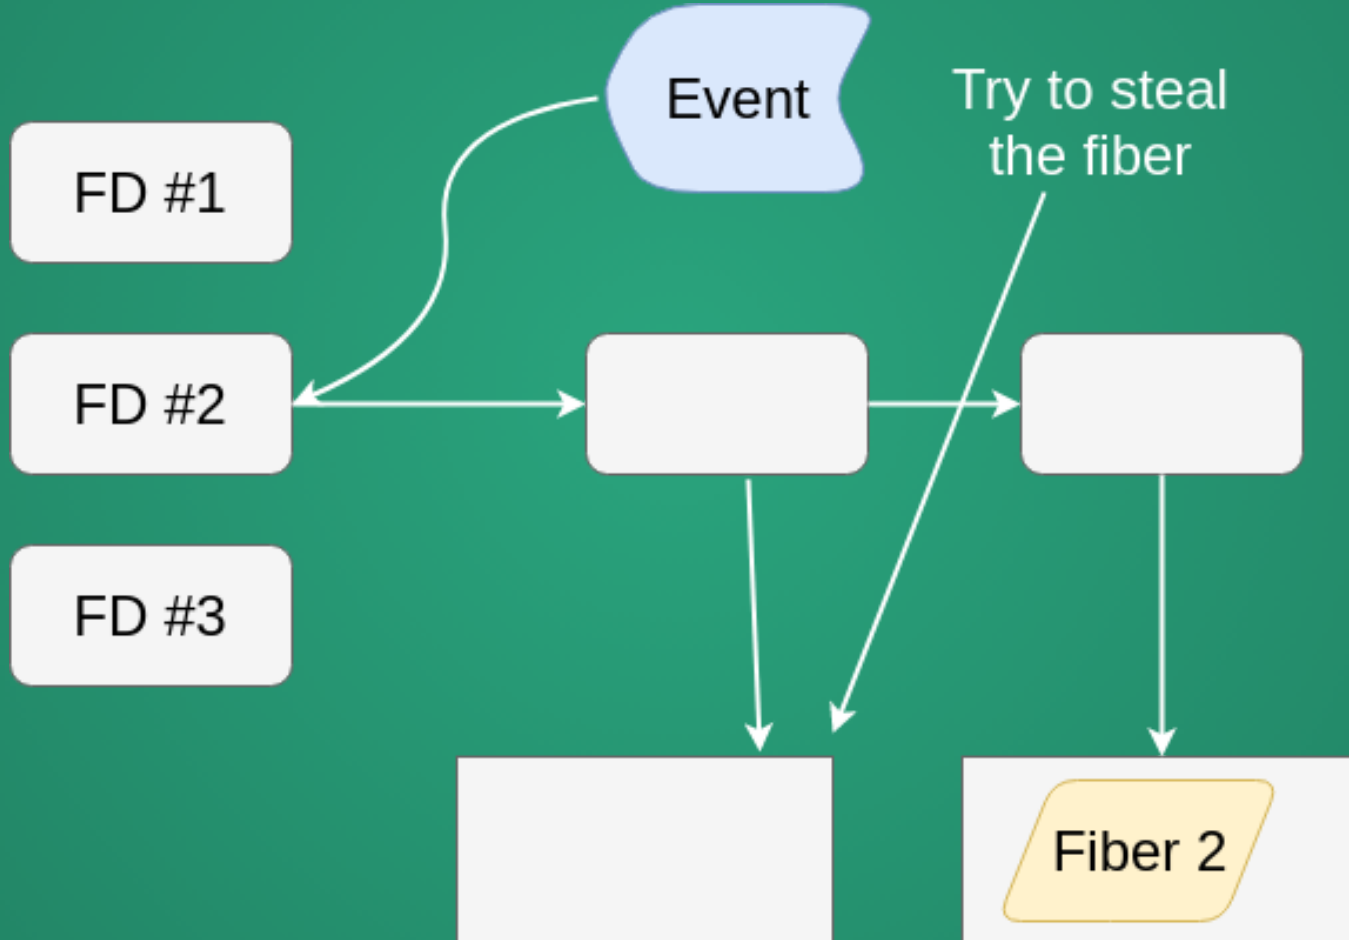 Event
Try to steal
the fiber
FD #1
FD #2
FD #3
Fiber 2